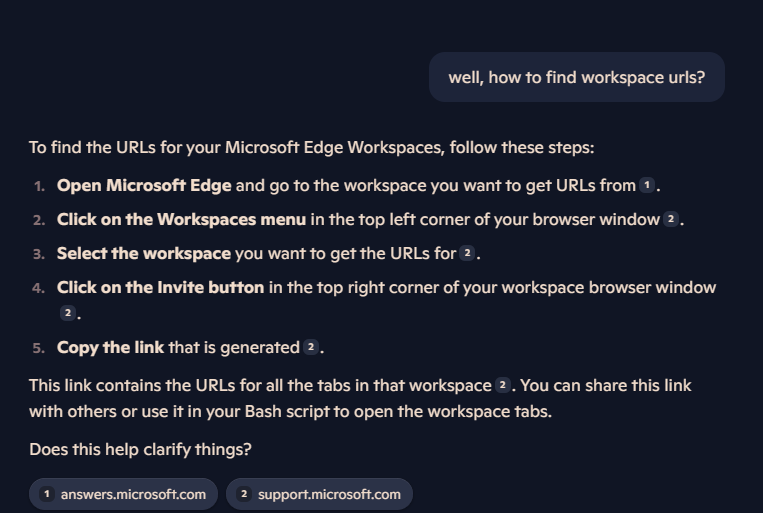 well, how to find workspace urls?
To find the URLs for your Microsoft Edge Workspaces, follow these steps:
1. Open Microsoft Edge and go to the workspace you want to get URLs from 1 .
2. Click on the Workspaces menu in the top left corner of your browser window 2 .
3. Select the workspace you want to get the URLs for 2 .
4. Click on the Invite button in the top right corner of your workspace browser window
2 .
5. Copy the link that is generated 2 .
This link contains the URLs for all the tabs in that workspace 2 . You can share this link
with others or use it in your Bash script to open the workspace tabs.
Does this help clarify things?
1 answers.microsoft.com 2 support.microsoft.com